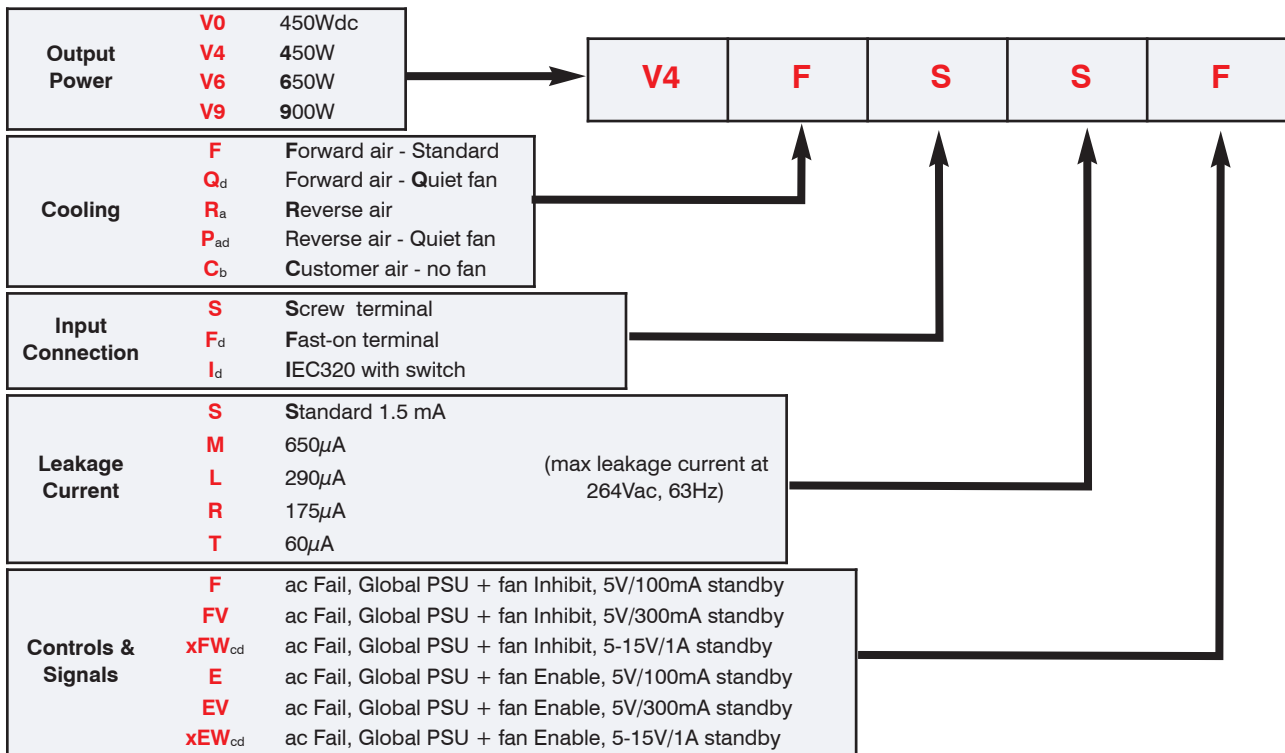 V0 450Wdc
Output Power
V4 450W
V6 650W
V9 900W
V4 F S S F
F Forward air - Standard
Qd Forward air - Quiet fan
Cooling Ra Reverse air
Pad Reverse air - Quiet fan
Cb Customer air - no fan
Input Connection
S Screw terminal
Fd Fast-on terminal
Id IEC320 with switch
Leakage Current
S Standard 1.5 mA
M 650µA
L 290µA
R 175µA
T 60µA
(max leakage current at
264Vac, 63Hz)
Controls & Signals
F ac Fail, Global PSU + fan Inhibit, 5V/100mA standby
FV ac Fail, Global PSU + fan Inhibit, 5V/300mA standby
xFWcd ac Fail, Global PSU + fan Inhibit, 5-15V/1A standby
E ac Fail, Global PSU + fan Enable, 5V/100mA standby
EV ac Fail, Global PSU + fan Enable, 5V/300mA standby
xEWcd ac Fail, Global PSU + fan Enable, 5-15V/1A standby